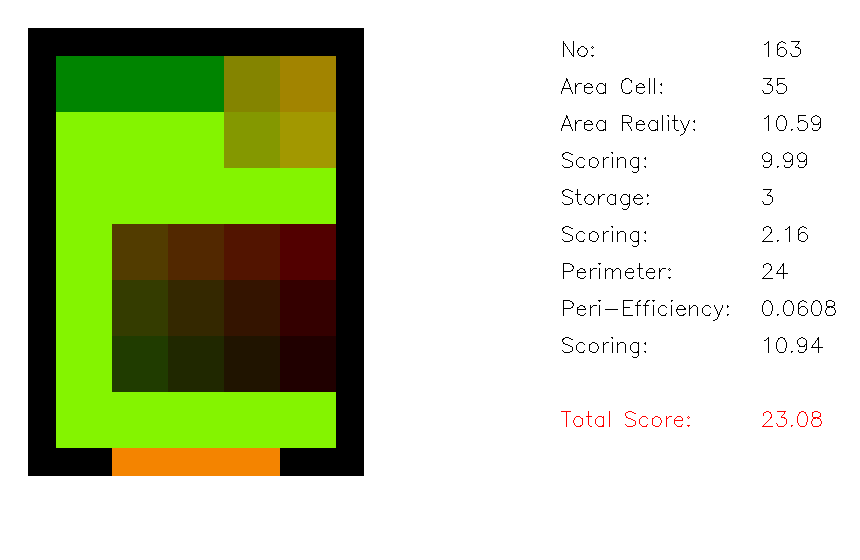 No: 163
Area Cell: 35
Area Reality: 10.59
Scoring: 9.99
Storage: 3
Scoring: 2.16
Perimeter: 24
Peri-Efficiency: 0.0608
Scoring: 10.94
Total Score: 23.08